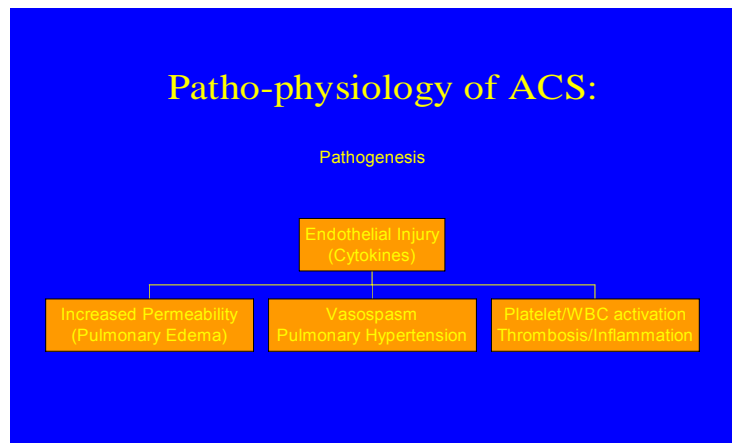 Patho-physiology of ACS:
Pathogenesis
Endothelial Injury
(Cytokines)
Increased Permeability
(Pulmonary Edema)
Vasospasm
Pulmonary Hypertension
Platelet/WBC activation
Thrombosis/Inflammation